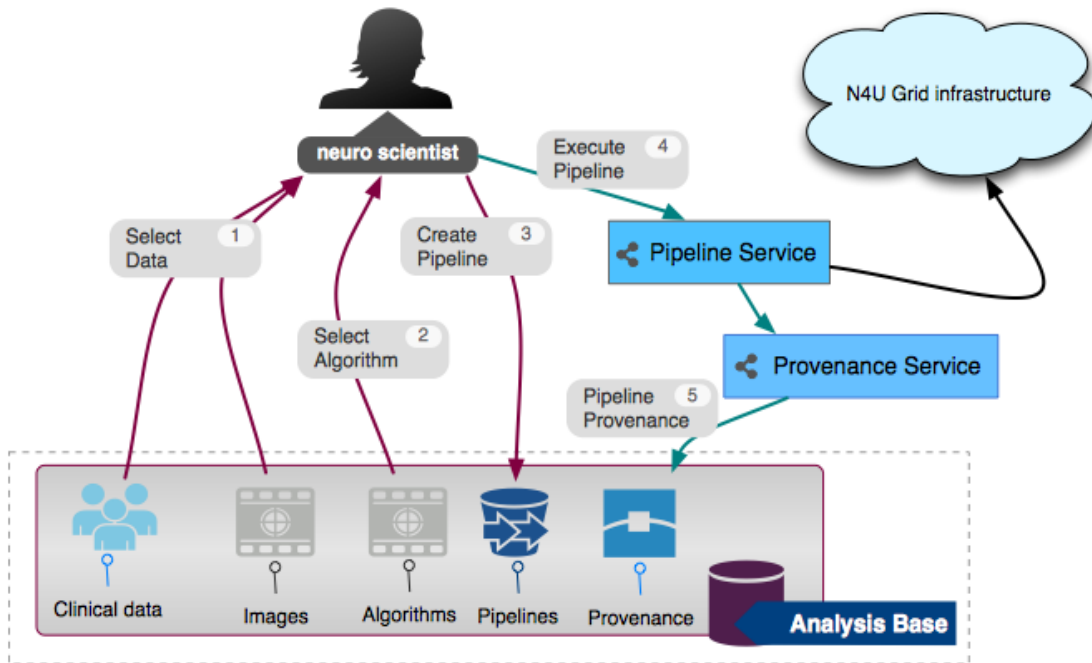 N4U Grid infrastructure
neuro scientist
Execute 4
Pipeline
Select 1
Data
Create 3
Pipeline
Pipeline Service
Select 2
Algorithm
Provenance Service
Pipeline 5
Provenance
Clinical data
Images
Algorithms
Pipelines
Provenance
Analysis Base